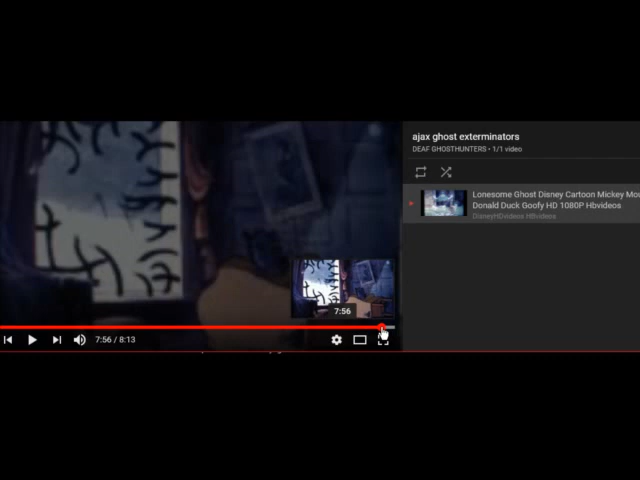 ajax ghost exterminators
DEAF GHOSTHUNTERS • 1/1 video
Lonesome Ghost Disney Cartoon Mickey Mou
Donald Duck Goofy HD 1080P Hbvideos
DisneyHDvideos HBvideos
7:56
7:56 / 8:13